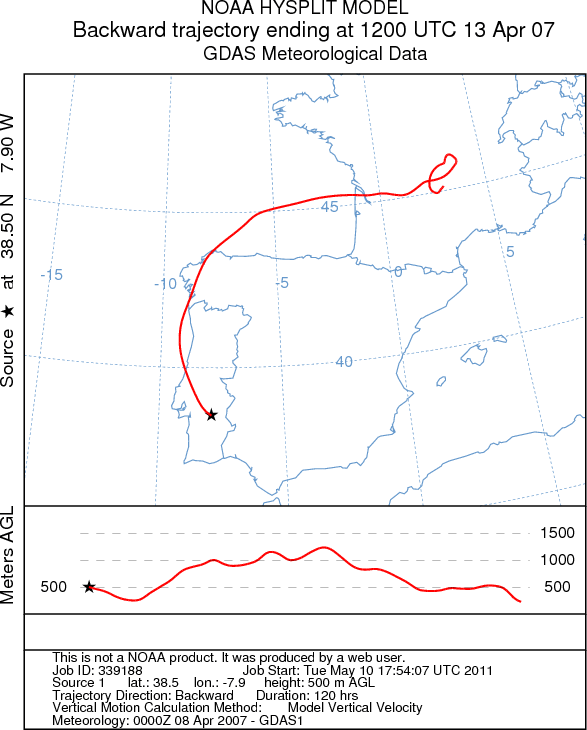 NOAA HYSPLIT MODEL
Backward trajectory ending at 1200 UTC 13 Apr 07
GDAS Meteorological Data
Source ★ at 38.50 N 7.90 W
45
5
-15
-10
-5
0
40
Meters AGL
1500
1000
500
500
This is not a NOAA product. It was produced by a web user.
Job ID: 339188 Job Start: Tue May 10 17:54:07 UTC 2011
Source 1 lat.: 38.5 lon.: -7.9 height: 500 m AGL
Trajectory Direction: Backward Duration: 120 hrs
Vertical Motion Calculation Method: Model Vertical Velocity
Meteorology: 0000Z 08 Apr 2007 - GDAS1